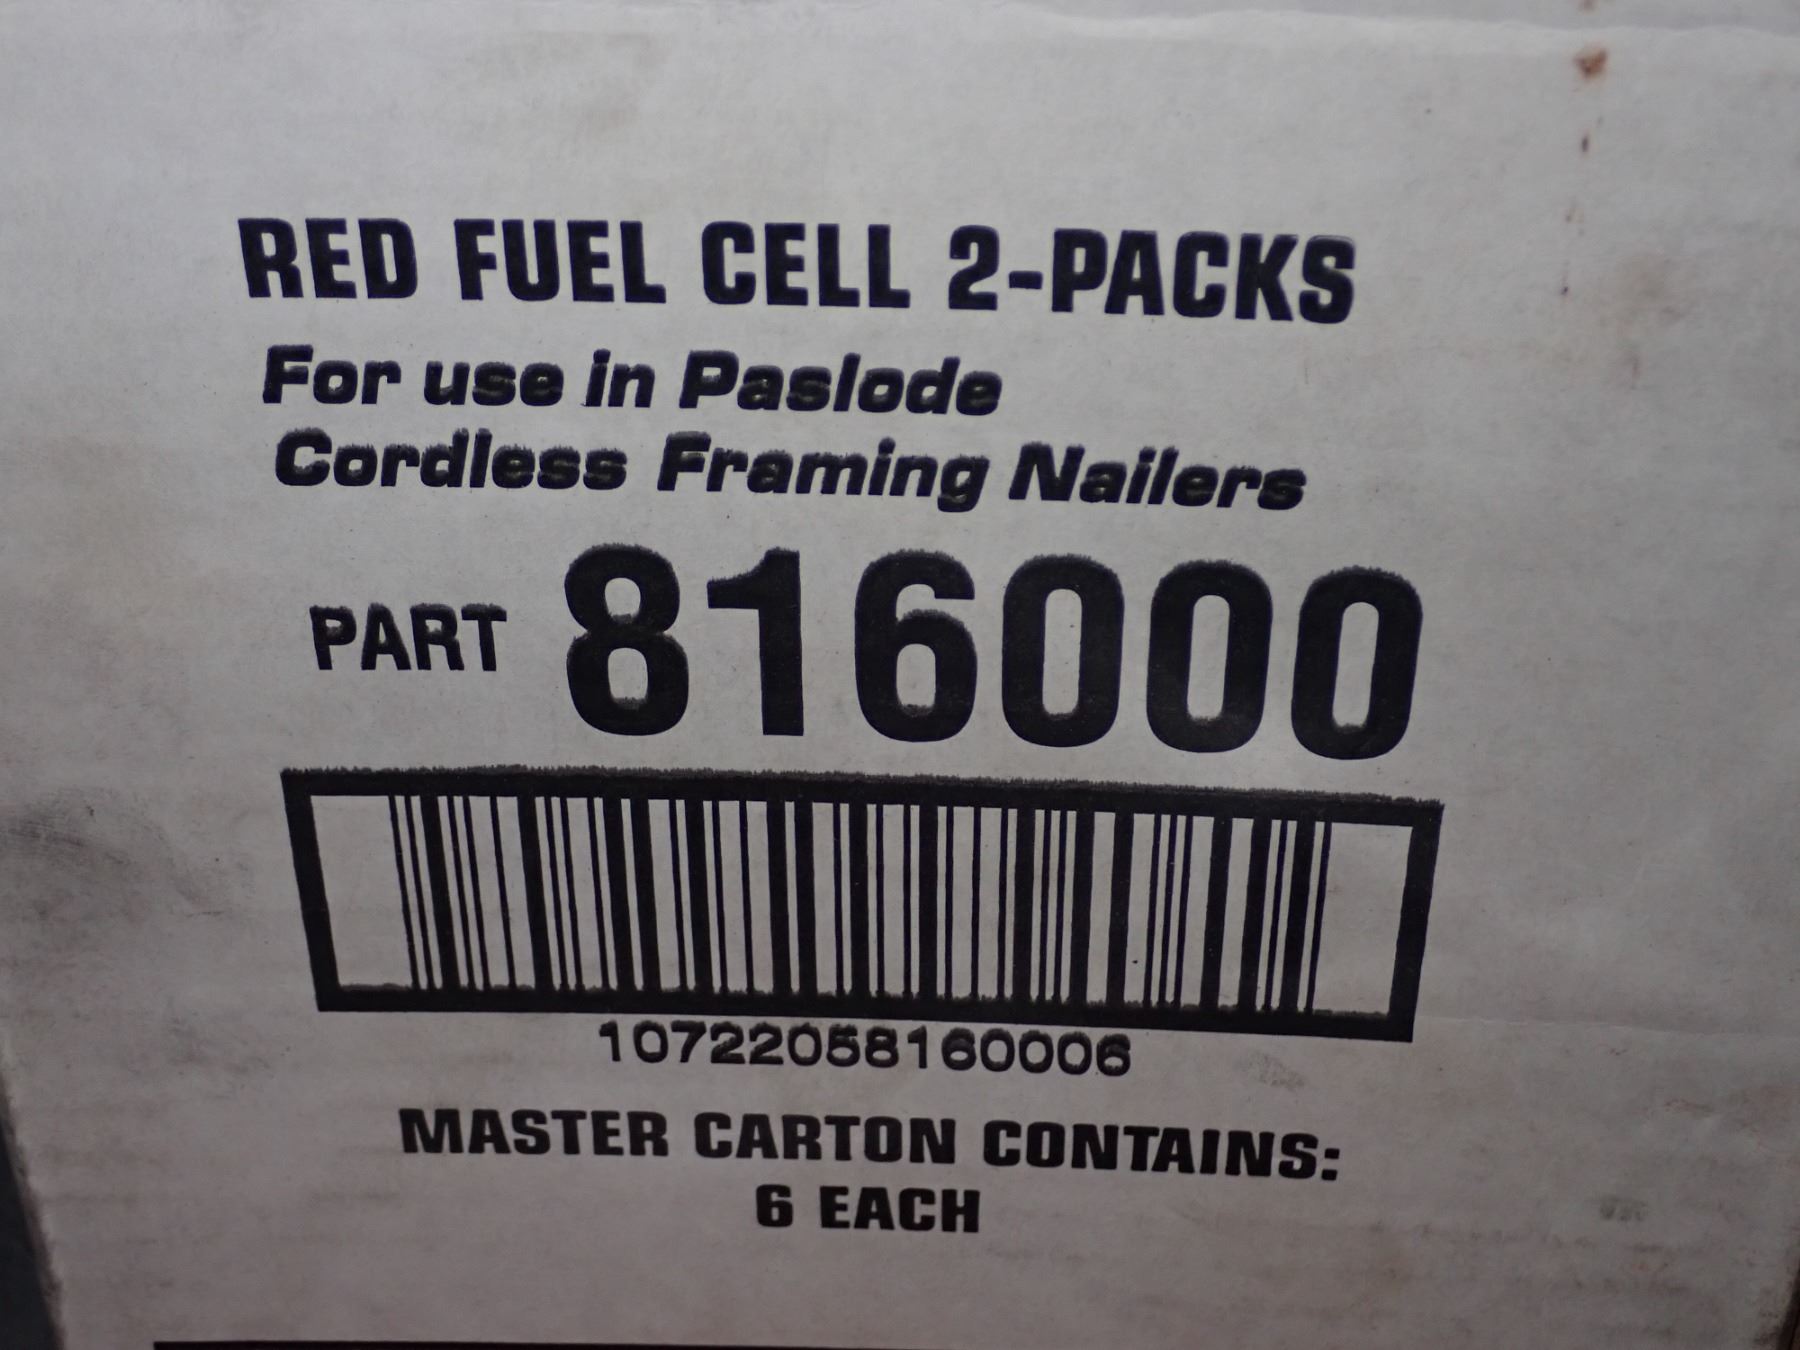 RED FUEL CELL 2-PACKS
For use in Paslode
Cordless Framing Nailers
PART 816000
10722058160006
MASTER CARTON CONTAINS:
6 EACH